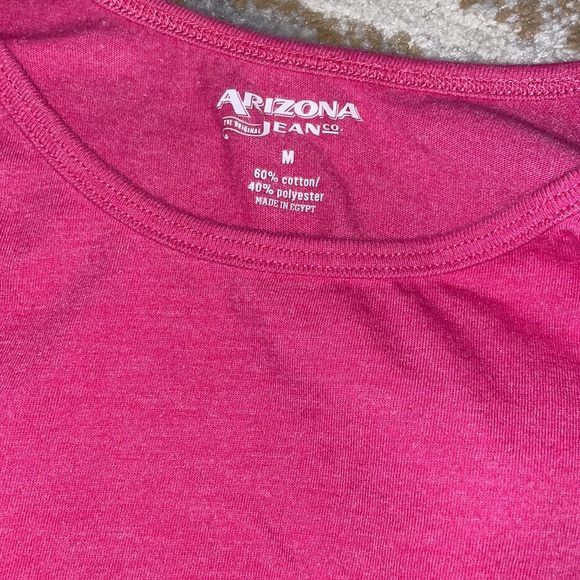 ARIZONA
THE ORIGINAL JEAN CO.
M
60% cotton/
40% polyester
MADE IN EGYPT